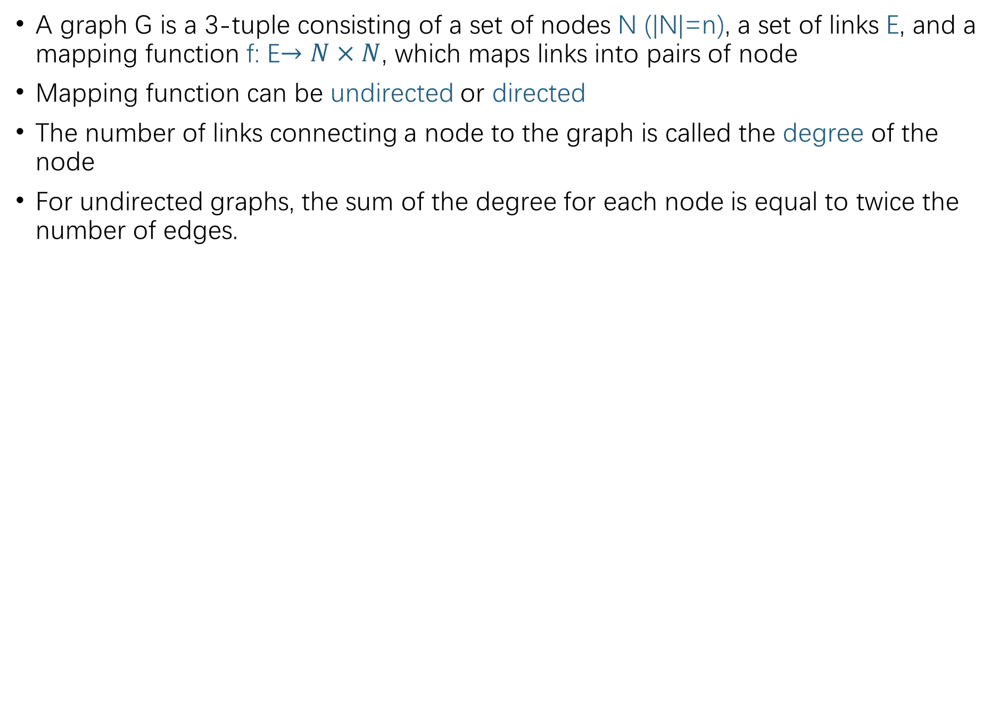 • A graph G is a 3-tuple consisting of a set of nodes N (|N|=n), a set of links E, and a
mapping function f: E→ N × N, which maps links into pairs of node
• Mapping function can be undirected or directed
• The number of links connecting a node to the graph is called the degree of the
node
• For undirected graphs, the sum of the degree for each node is equal to twice the
number of edges.